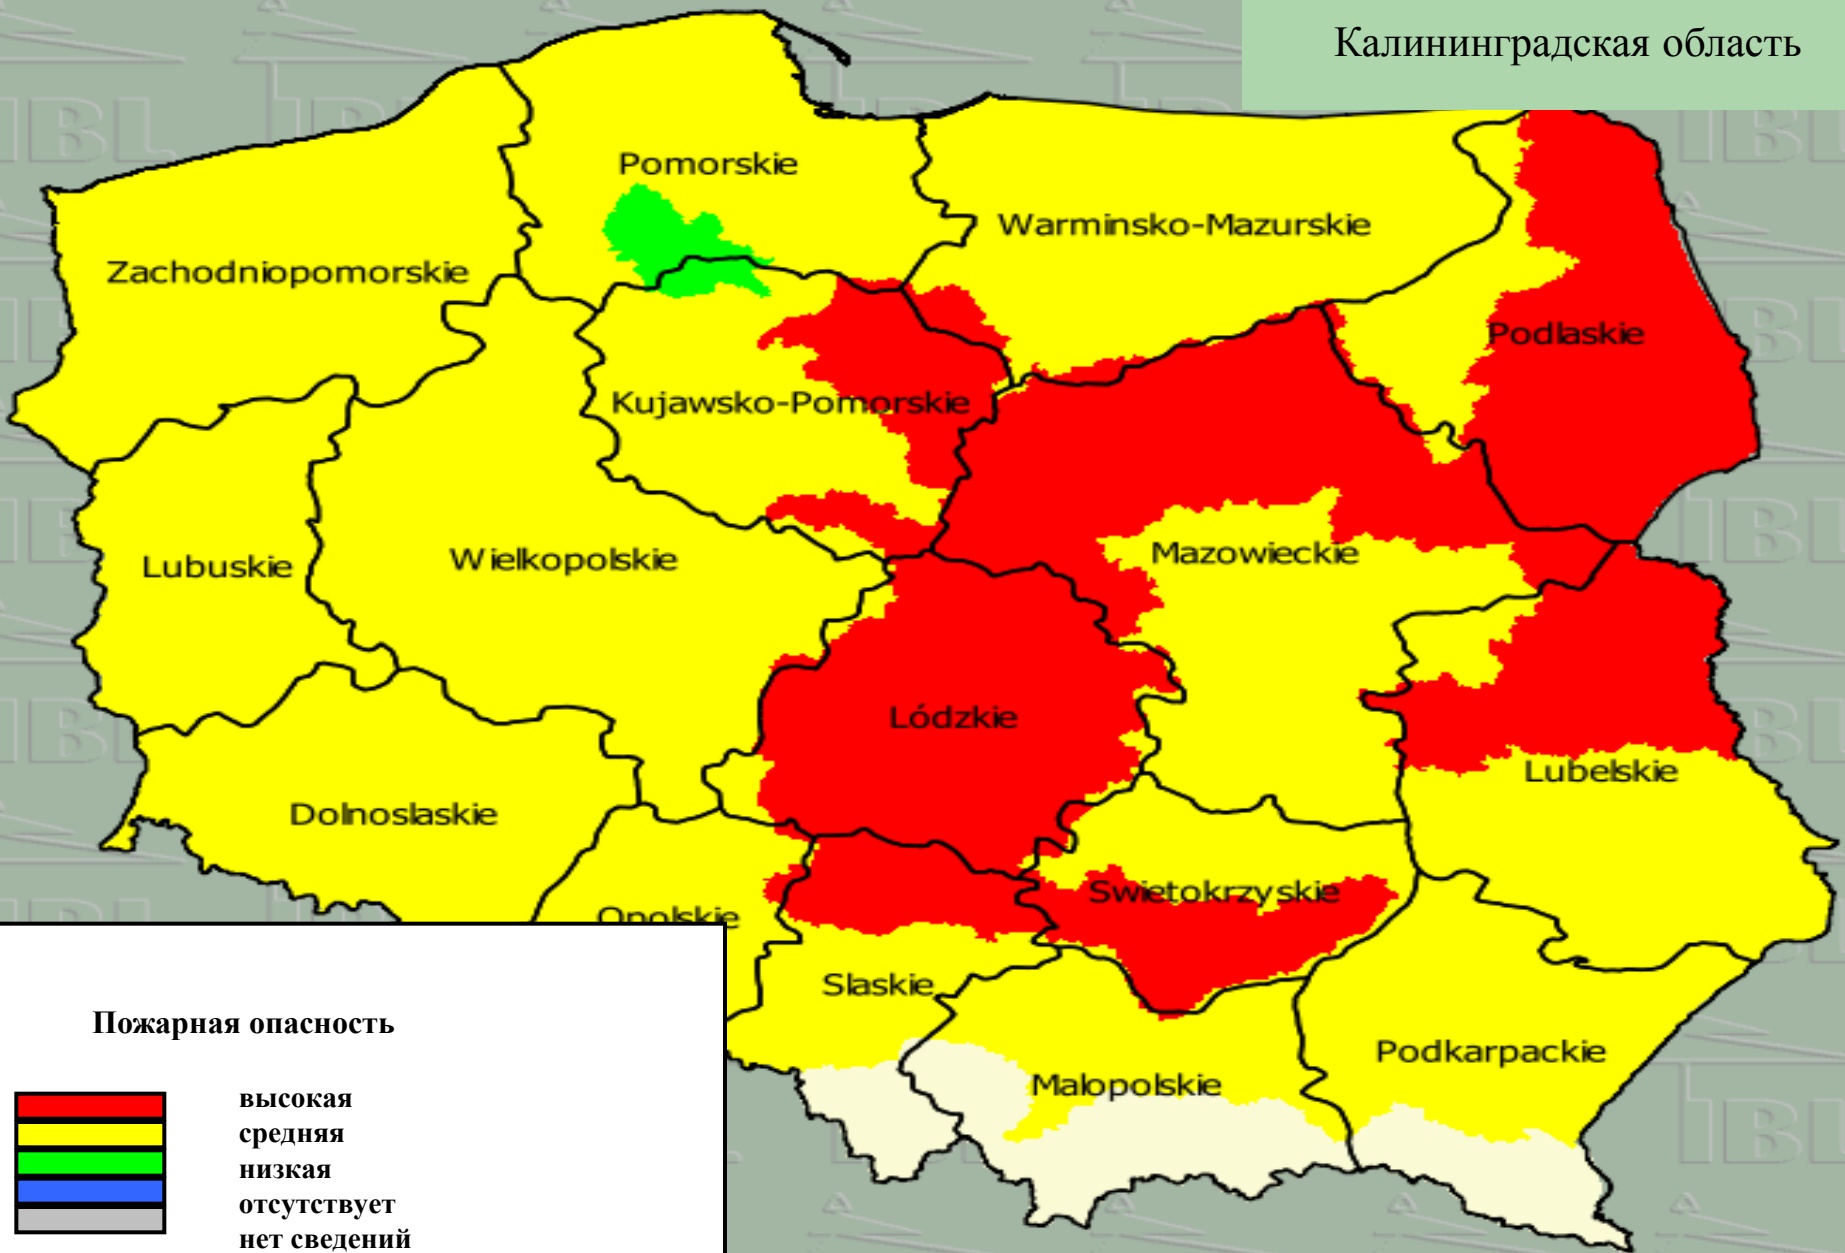 Калининградская область
Pomorskie
Warminsko-Mazurskie
Zachodniopomorskie
Podlaskie
Kujawsko-Pomorskie
Mazowieckie
Wielkopolskie
Lubuskie
Lódzkie
Lubelskie
Dolnoslaskie
Swietokrzyskie
Opolskie
Slaskie
Podkarpackie
Malopolskie
Пожарная опасность
высокая
средняя
низкая
отсутствует
нет сведений
IBL